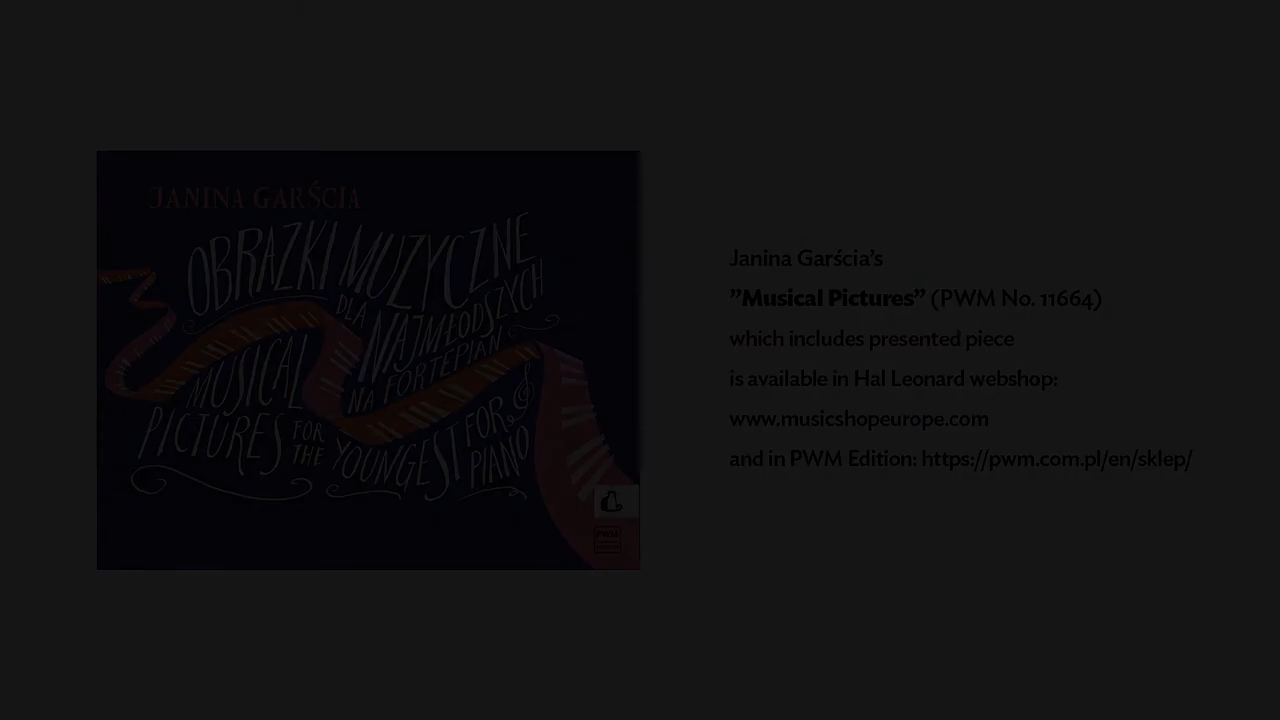 JANINA GARŚCIA
OBRAZKI MUZYCZNE
DLA NAJMŁODSZYCH
NA FORTEPIAN
MUSICAL
PICTURES FOR THE YOUNGEST FOR PIANO
PWM
Janina Garścia's
”Musical Pictures” (PWM No. 11664)
which includes presented piece
is available in Hal Leonard webshop:
www.musicshopeurope.com
and in PWM Edition: https://pwm.com.pl/en/sklep/